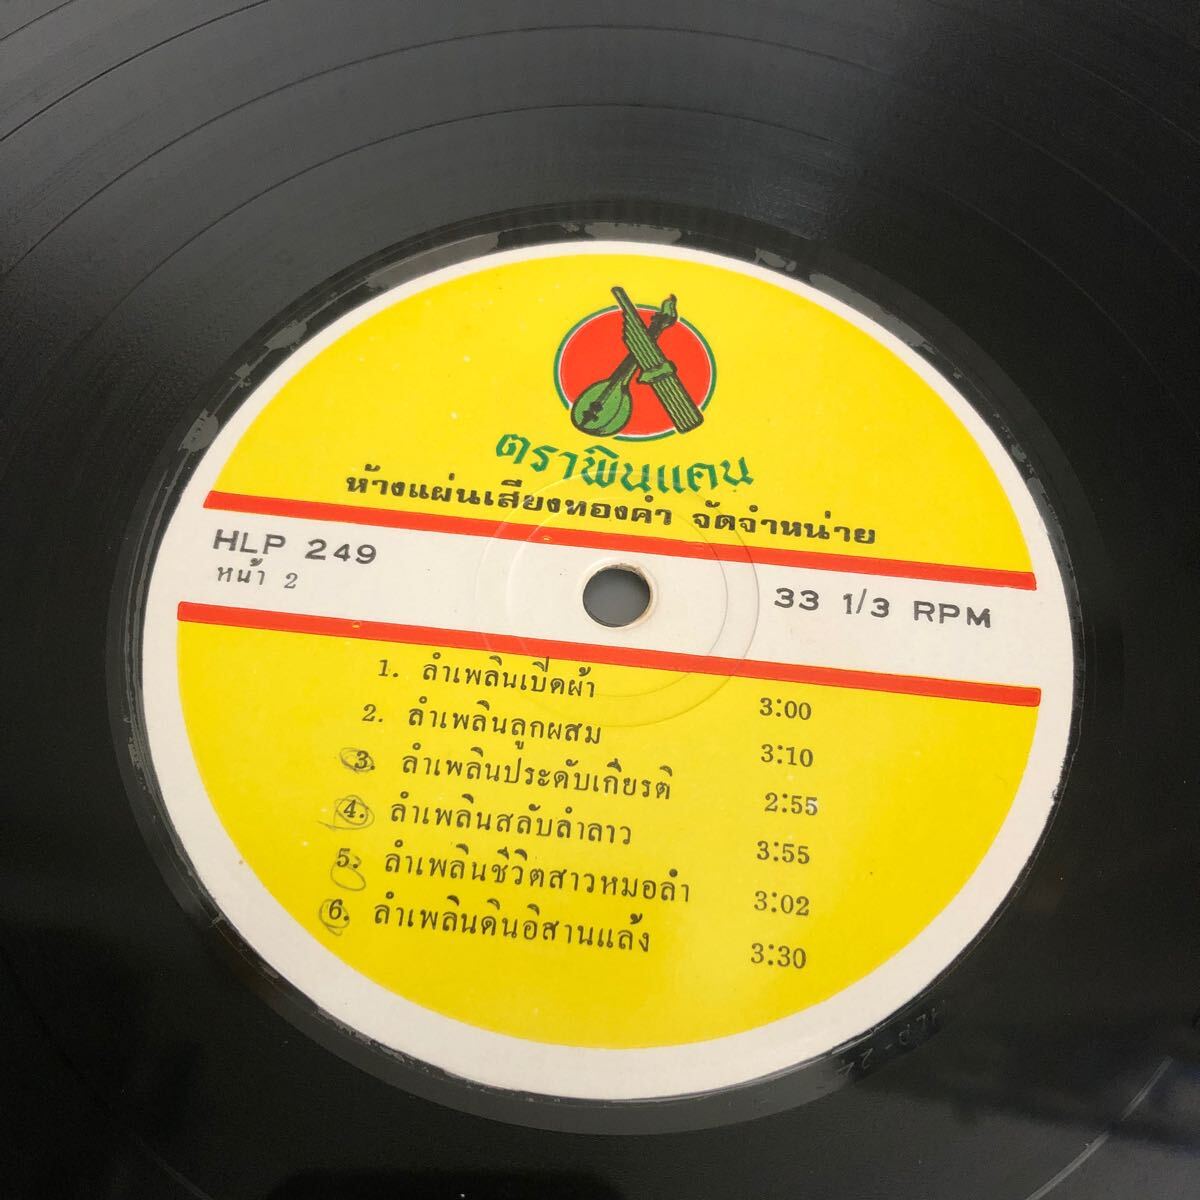 ตราพิณแคน
ห้างแผ่นเสียงทองคำ จัดจำหน่าย
HLP 249
หน้า 2
33 1/3 RPM
1. ลำเพลินเปิดผ้า 3:00
2. ลำเพลินลูกผสม 3:10
3. ลำเพลินประดับเกียรติ 2:55
4. ลำเพลินสลับลำลาว 3:55
5. ลำเพลินชีวิตสาวหมอลำ 3:02
6. ลำเพลินดินอิสานแล้ง 3:30